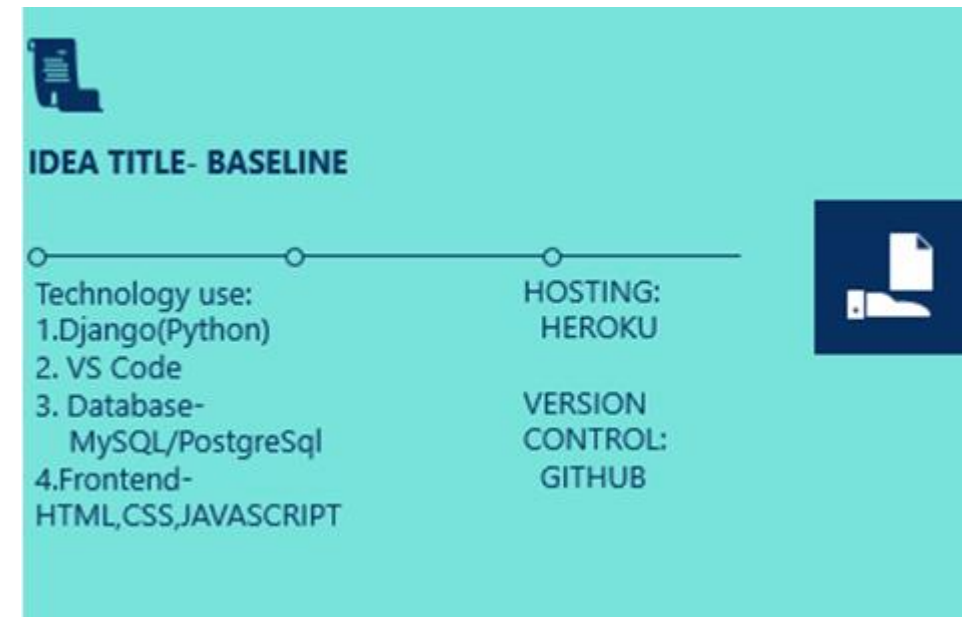 IDEA TITLE- BASELINE
Technology use:
1.Django(Python)
2. VS Code
3. Database-
MySQL/PostgreSql
4.Frontend-
HTML,CSS,JAVASCRIPT
HOSTING:
HEROKU
VERSION
CONTROL:
GITHUB